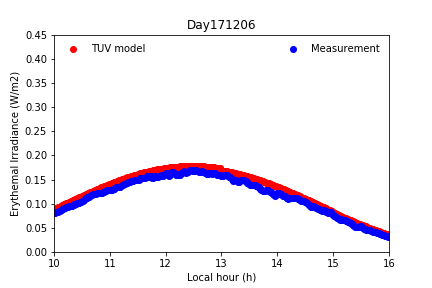 Day171206
TUV model
Measurement
Erythemal Irradiance (W/m2)
0.45
0.40
0.35
0.30
0.25
0.20
0.15
0.10
0.05
0.00
10 11 12 13 14 15 16
Local hour (h)